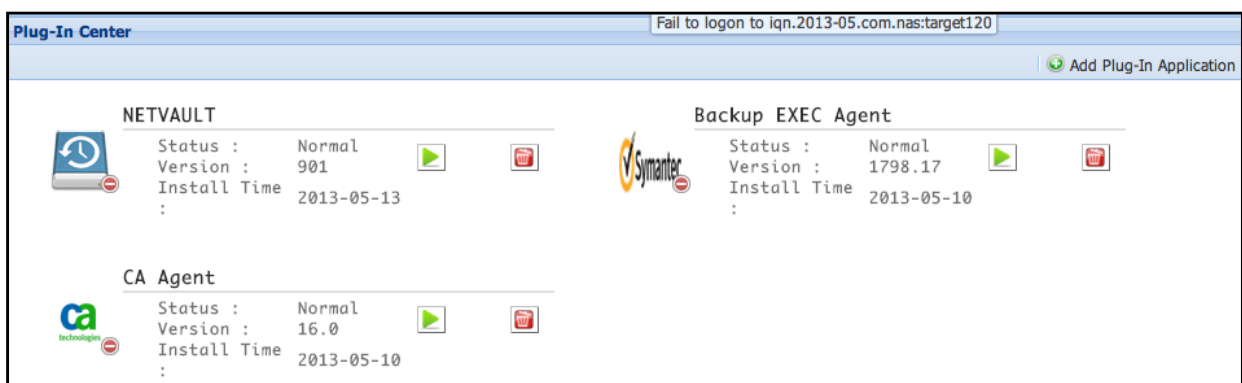 Plug-In Center
Fail to logon to iqn.2013-05.com.nas:target120
Add Plug-In Application
NETVAULT
Status : Normal
Version : 901
Install Time : 2013-05-13
Backup EXEC Agent
Symantec
Status : Normal
Version : 1798.17
Install Time : 2013-05-10
CA Agent
ca
technologies
Status : Normal
Version : 16.0
Install Time : 2013-05-10